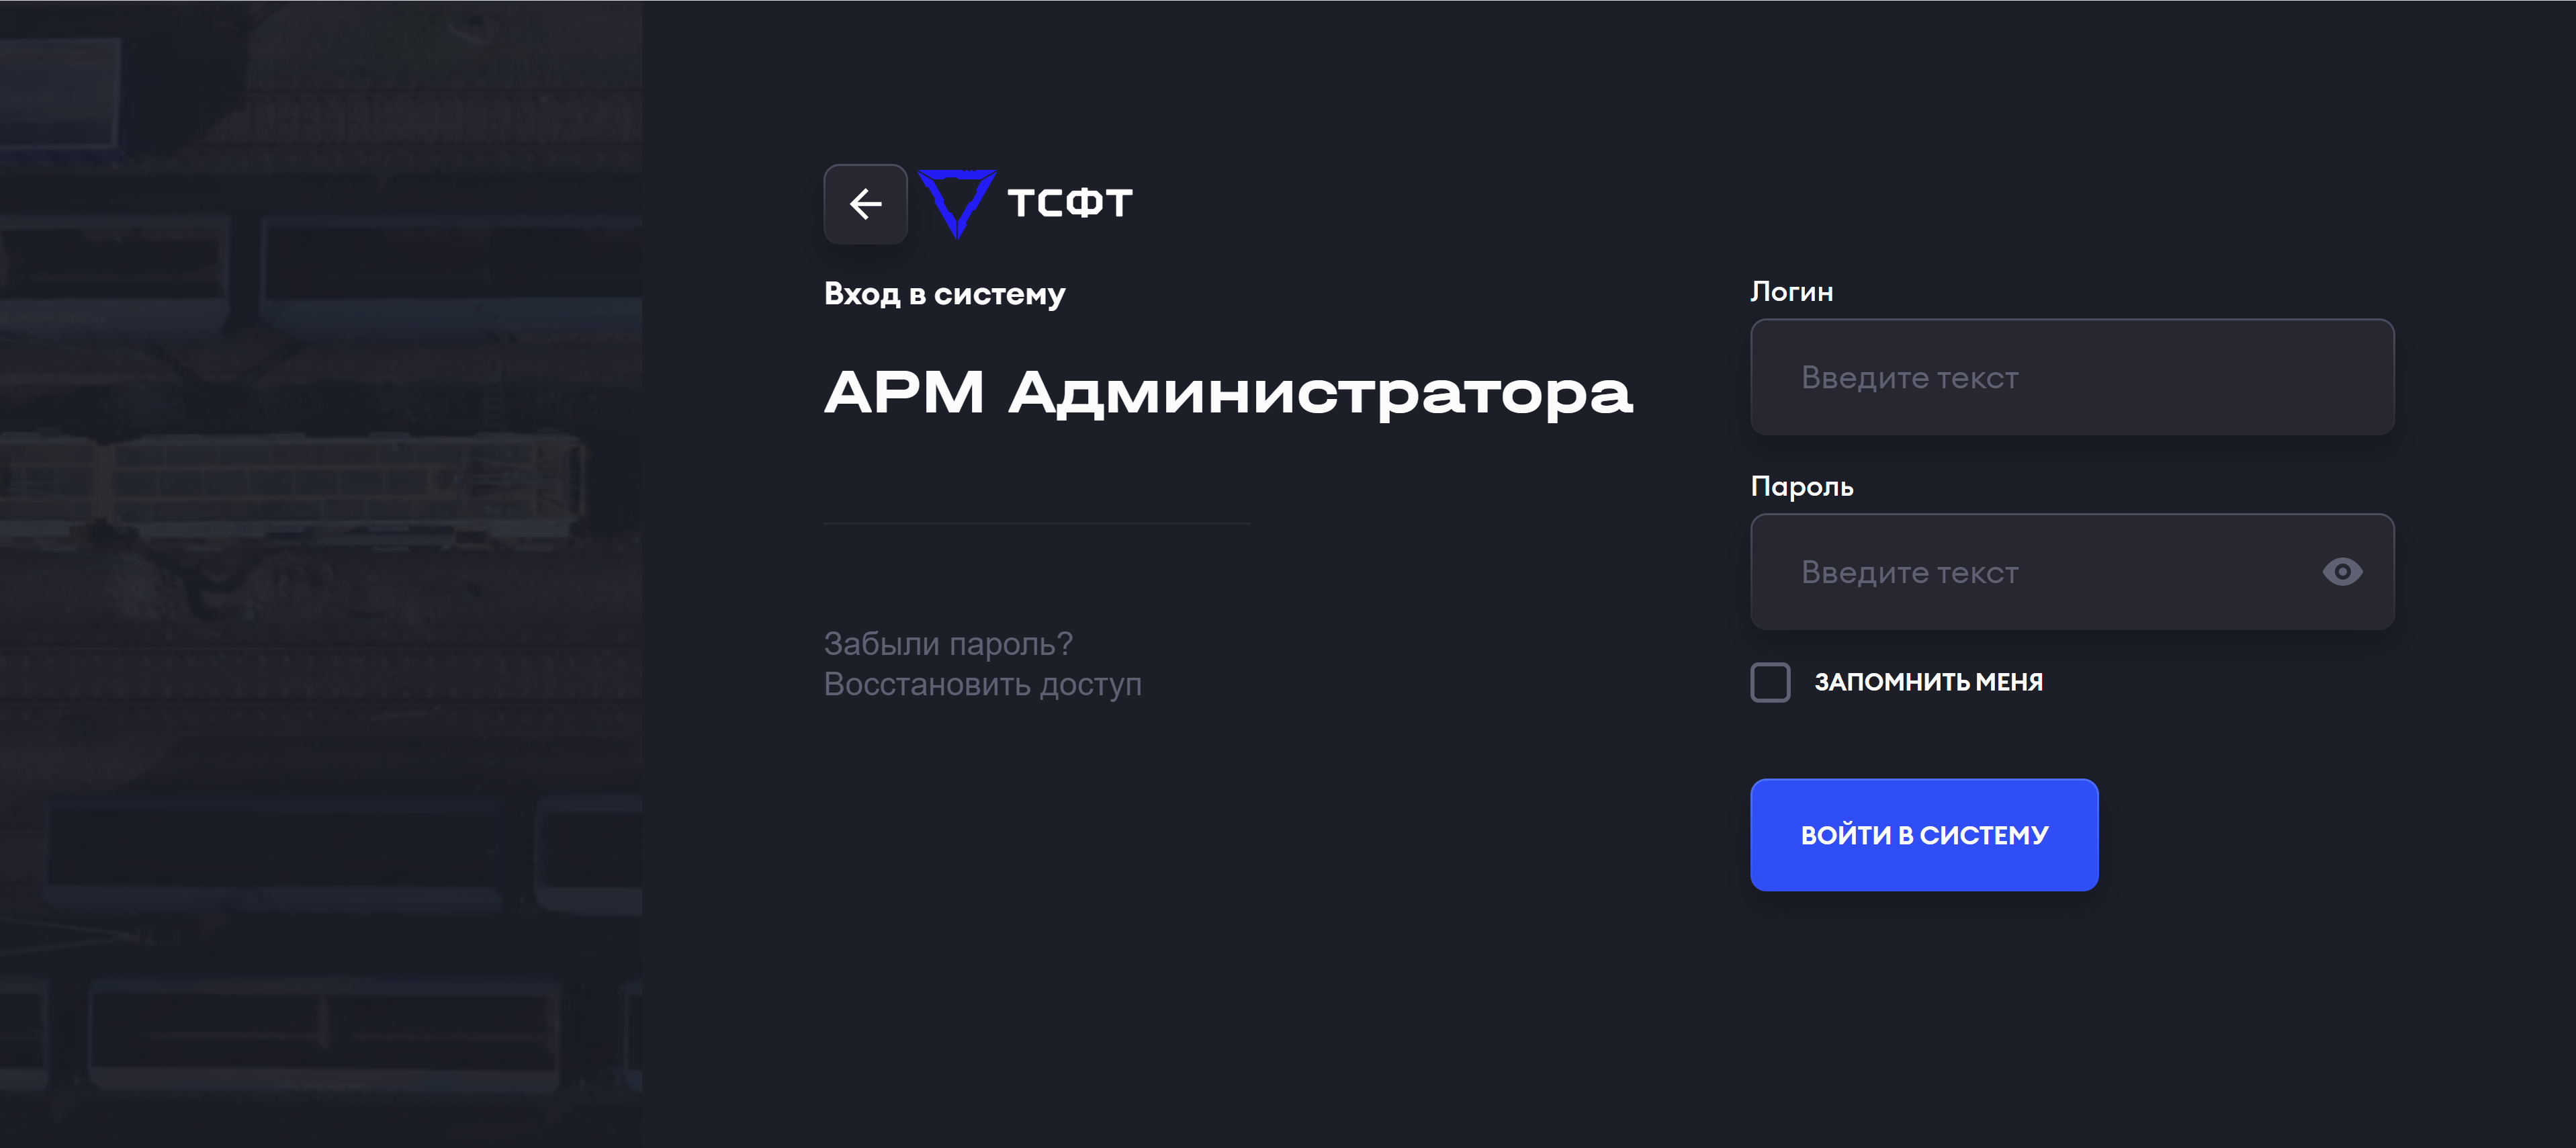 ТСФТ
Вход в систему
АРМ Администратора
Забыли пароль?
Восстановить доступ
Логин
Введите текст
Пароль
Введите текст
ЗАПОМНИТЬ МЕНЯ
ВОЙТИ В СИСТЕМУ